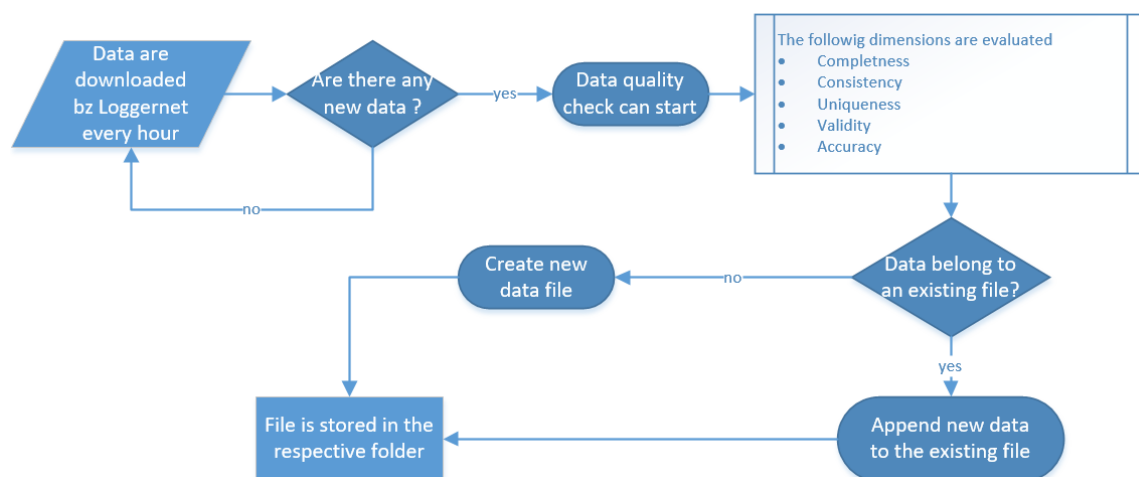 Data are
downloaded
bz Loggernet
every hour
Are there any
new data ?
yes
no
Data quality
check can start
The followig dimensions are evaluated
● Completness
● Consistency
● Uniqueness
● Validity
● Accuracy
Data belong to
an existing file?
no
Create new
data file
yes
Append new data
to the existing file
File is stored in the
respective folder